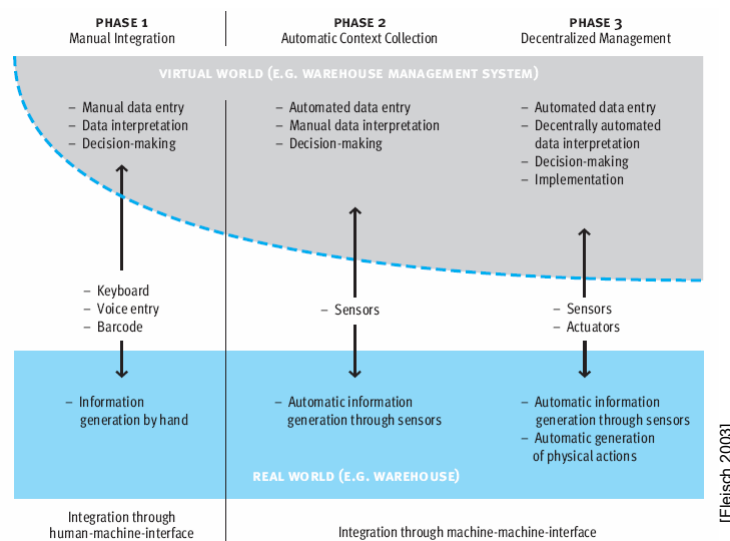 PHASE 1
Manual Integration
PHASE 2
Automatic Context Collection
PHASE 3
Decentralized Management
VIRTUAL WORLD (E.G. WAREHOUSE MANAGEMENT SYSTEM)
– Manual data entry
– Data interpretation
– Decision-making
– Automated data entry
– Manual data interpretation
– Decision-making
– Automated data entry
– Decentrally automated
data interpretation
– Decision-making
– Implementation
– Keyboard
– Voice entry
– Barcode
– Sensors
– Sensors
– Actuators
– Information
generation by hand
– Automatic information
generation through sensors
– Automatic information
generation through sensors
– Automatic generation
of physical actions
REAL WORLD (E.G. WAREHOUSE)
Integration through
human-machine-interface
Integration through machine-machine-interface
[Fleisch 2003]